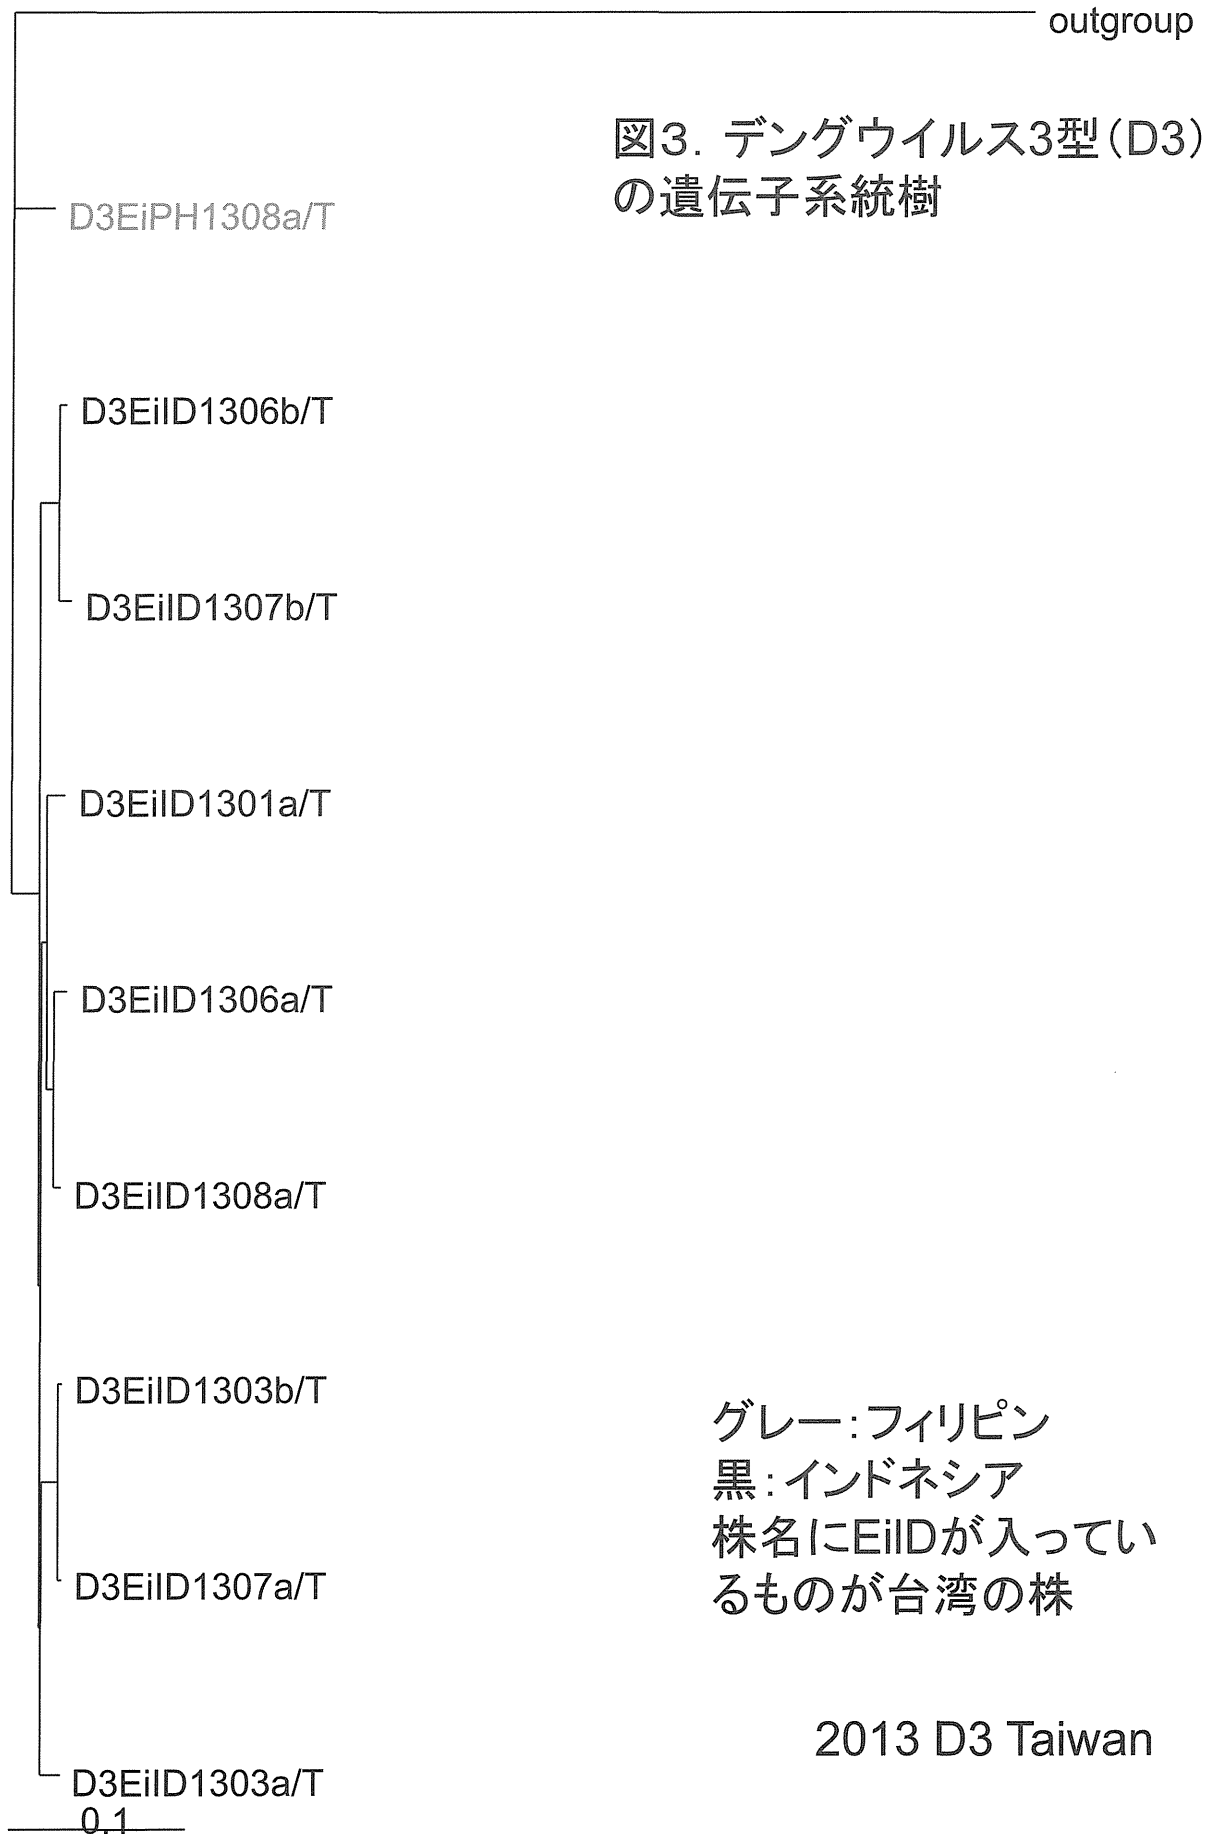 outgroup
図3. デングウイルス3型(D3)
の遺伝子系統樹
D3EiPH1308a/T
D3EiID1306b/T
D3EiID1307b/T
D3EiID1301a/T
D3EiID1306a/T
D3EiID1308a/T
D3EiID1303b/T
グレー:フィリピン
黒:インドネシア
株名にEiIDが入ってい
るものが台湾の株
D3EiID1307a/T
2013 D3 Taiwan
D3EiID1303a/T
0.1